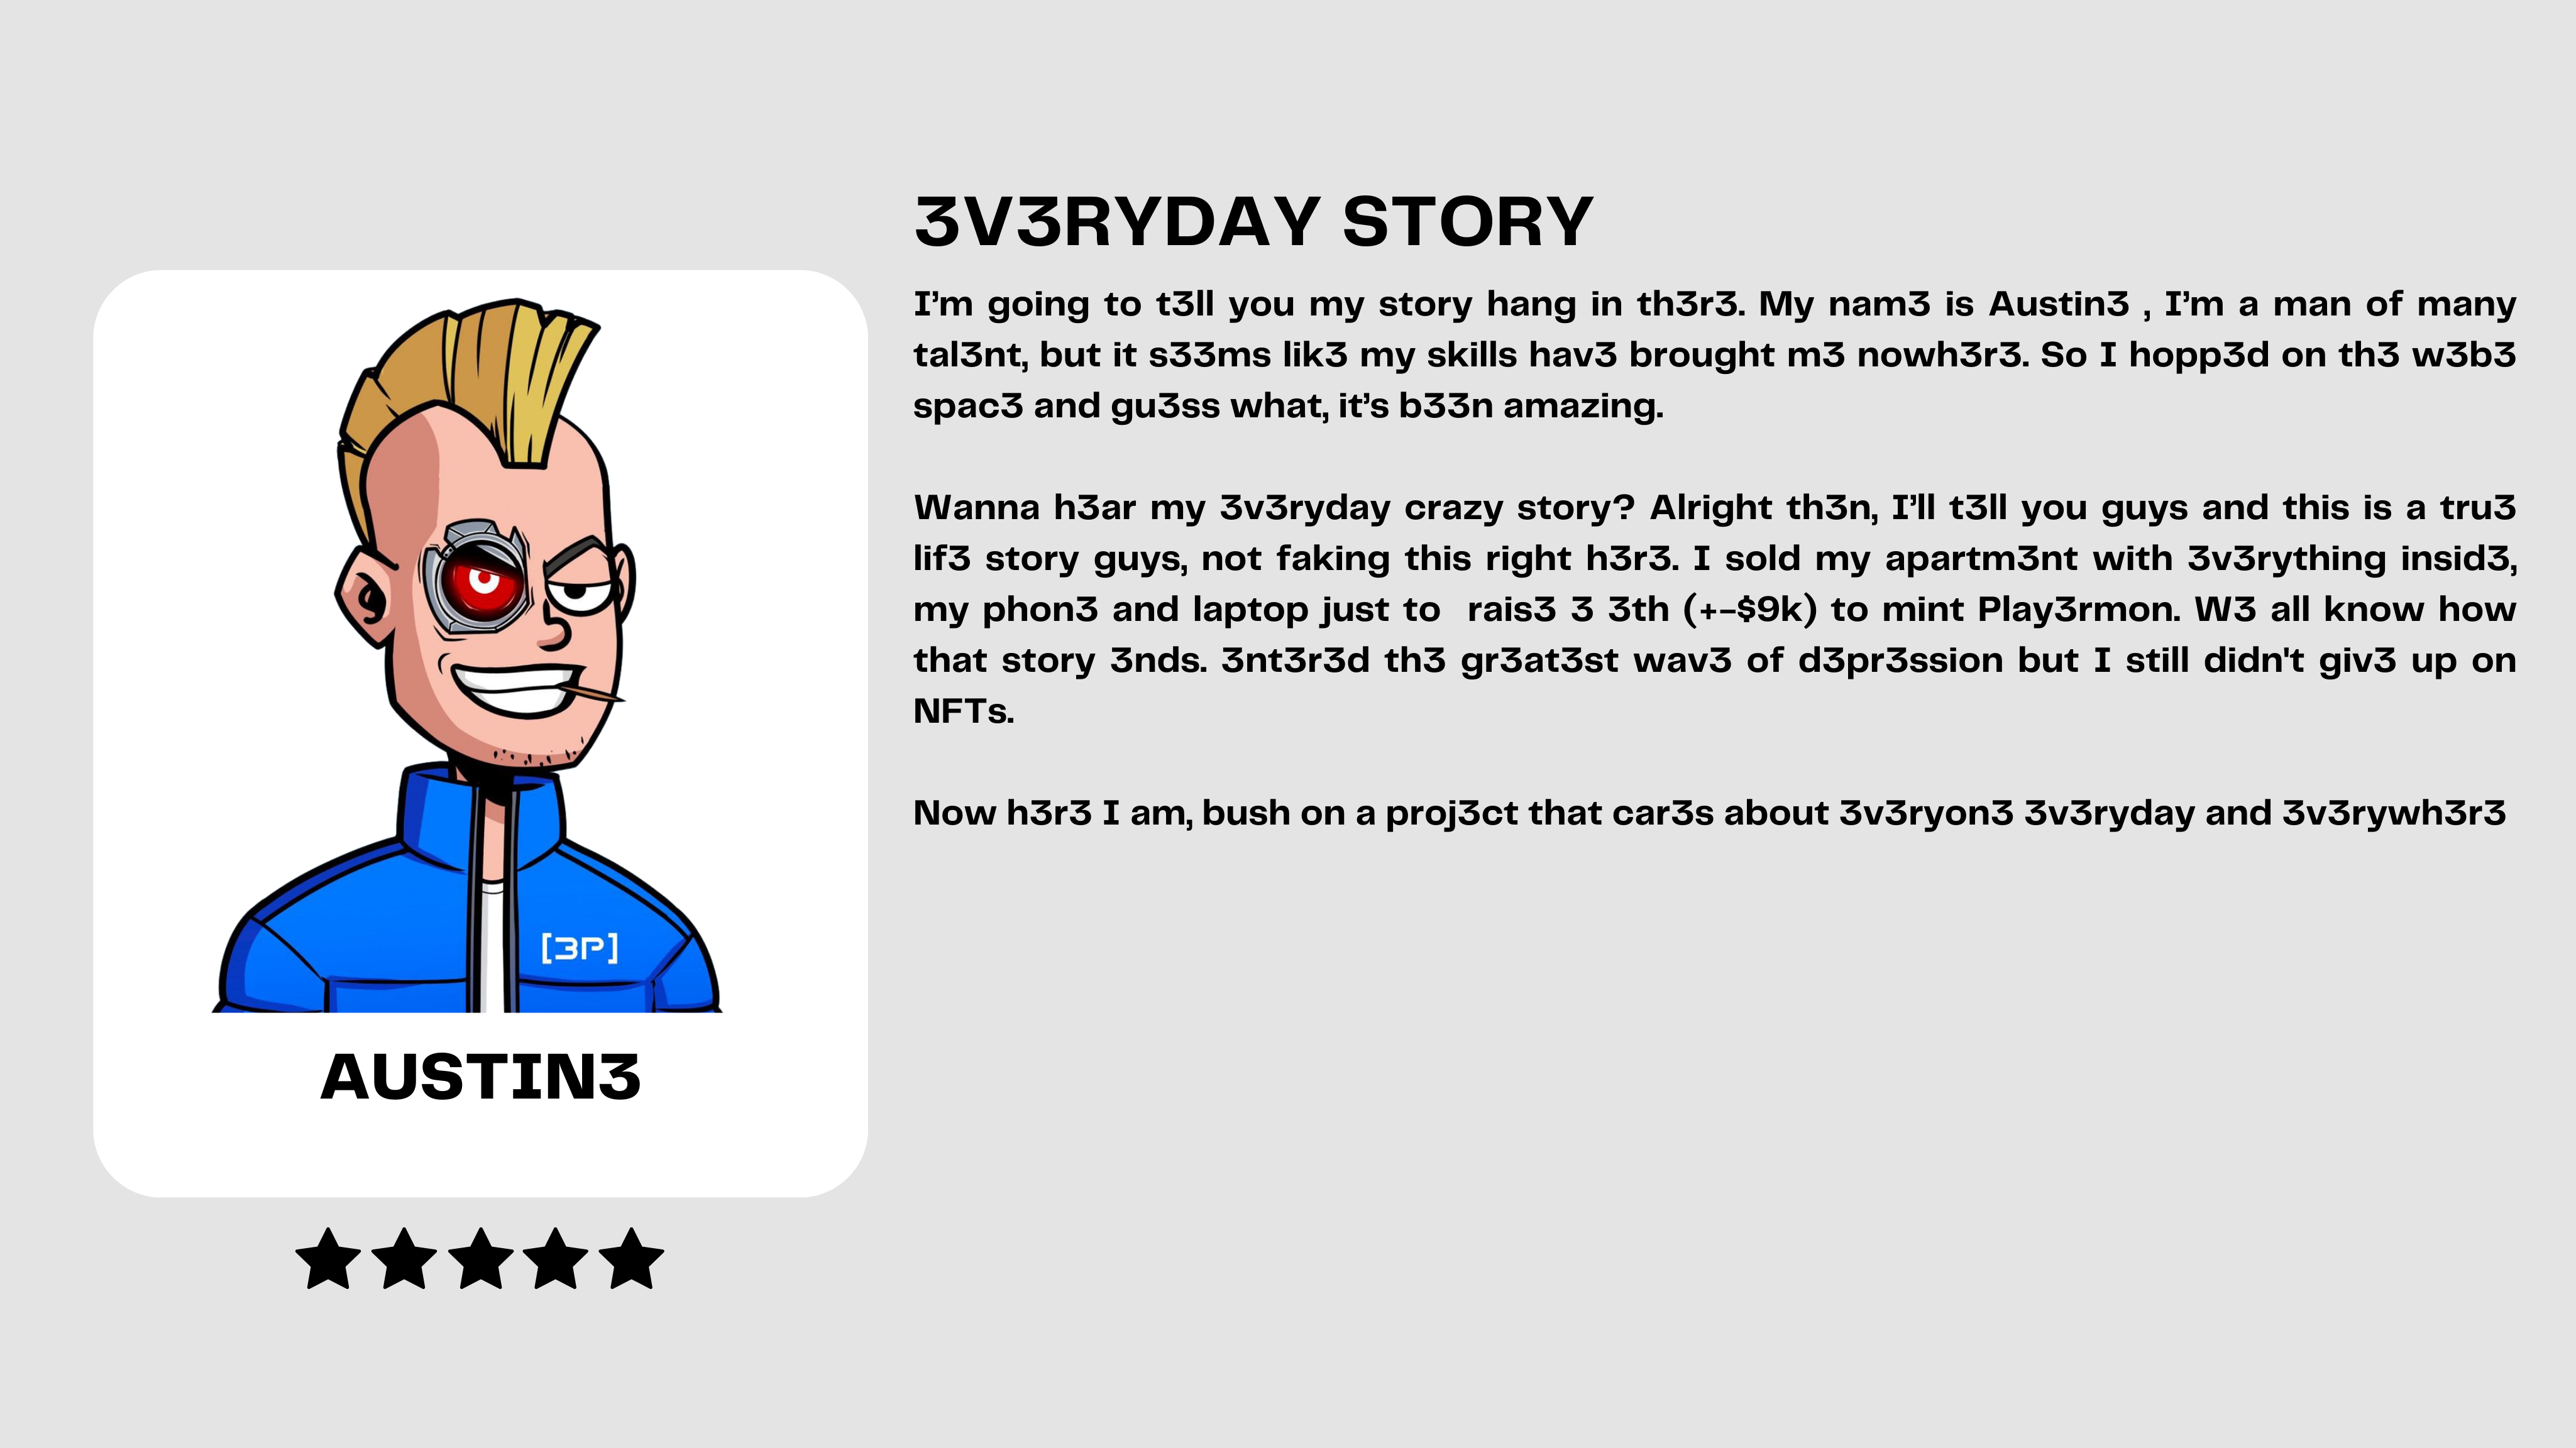 3V3RYDAY STORY
I’m going to t3ll you my story hang in th3r3. My nam3 is Austin3 , I’m a man of many
tal3nt, but it s33ms lik3 my skills hav3 brought m3 nowh3r3. So I hopp3d on th3 w3b3
spac3 and gu3ss what, it’s b33n amazing.
Wanna h3ar my 3v3ryday crazy story? Alright th3n, I’ll t3ll you guys and this is a tru3
lif3 story guys, not faking this right h3r3. I sold my apartm3nt with 3v3rything insid3,
my phon3 and laptop just to rais3 3 3th (+-$9k) to mint Play3rmon. W3 all know how
that story 3nds. 3nt3r3d th3 gr3at3st wav3 of d3pr3ssion but I still didn't giv3 up on
NFTs.
Now h3r3 I am, bush on a proj3ct that car3s about 3v3ryon3 3v3ryday and 3v3rywh3r3
[3P]
AUSTIN3